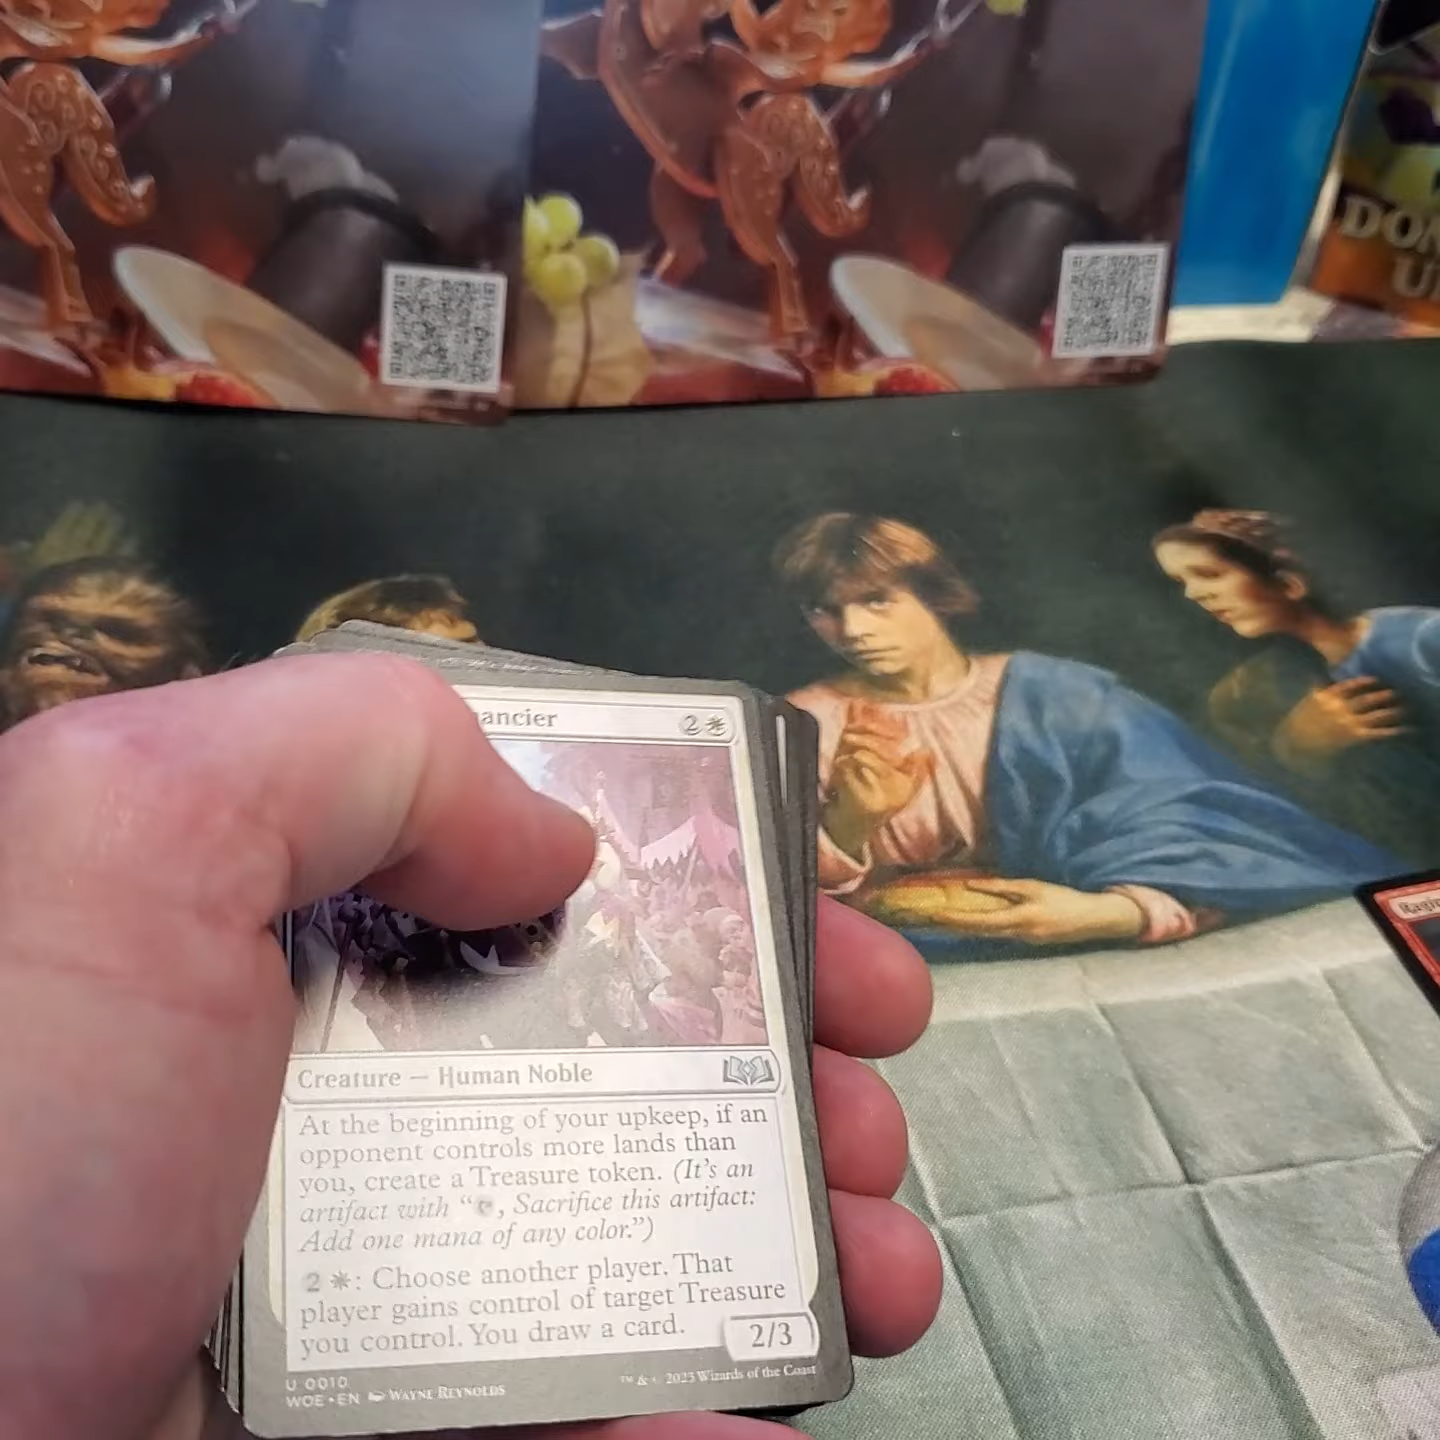 DON
ancier 2
Ragin
Creature — Human Noble
At the beginning of your upkeep, if an
opponent controls more lands than
you, create a Treasure token. (It's an
artifact with “, Sacrifice this artifact:
Add one mana of any color.”)
2 : Choose another player. That
player gains control of target Treasure
you control. You draw a card.
2/3
U 0010
WOE • EN WAYNE REYNOLDS
™ & © 2023 Wizards of the Coast